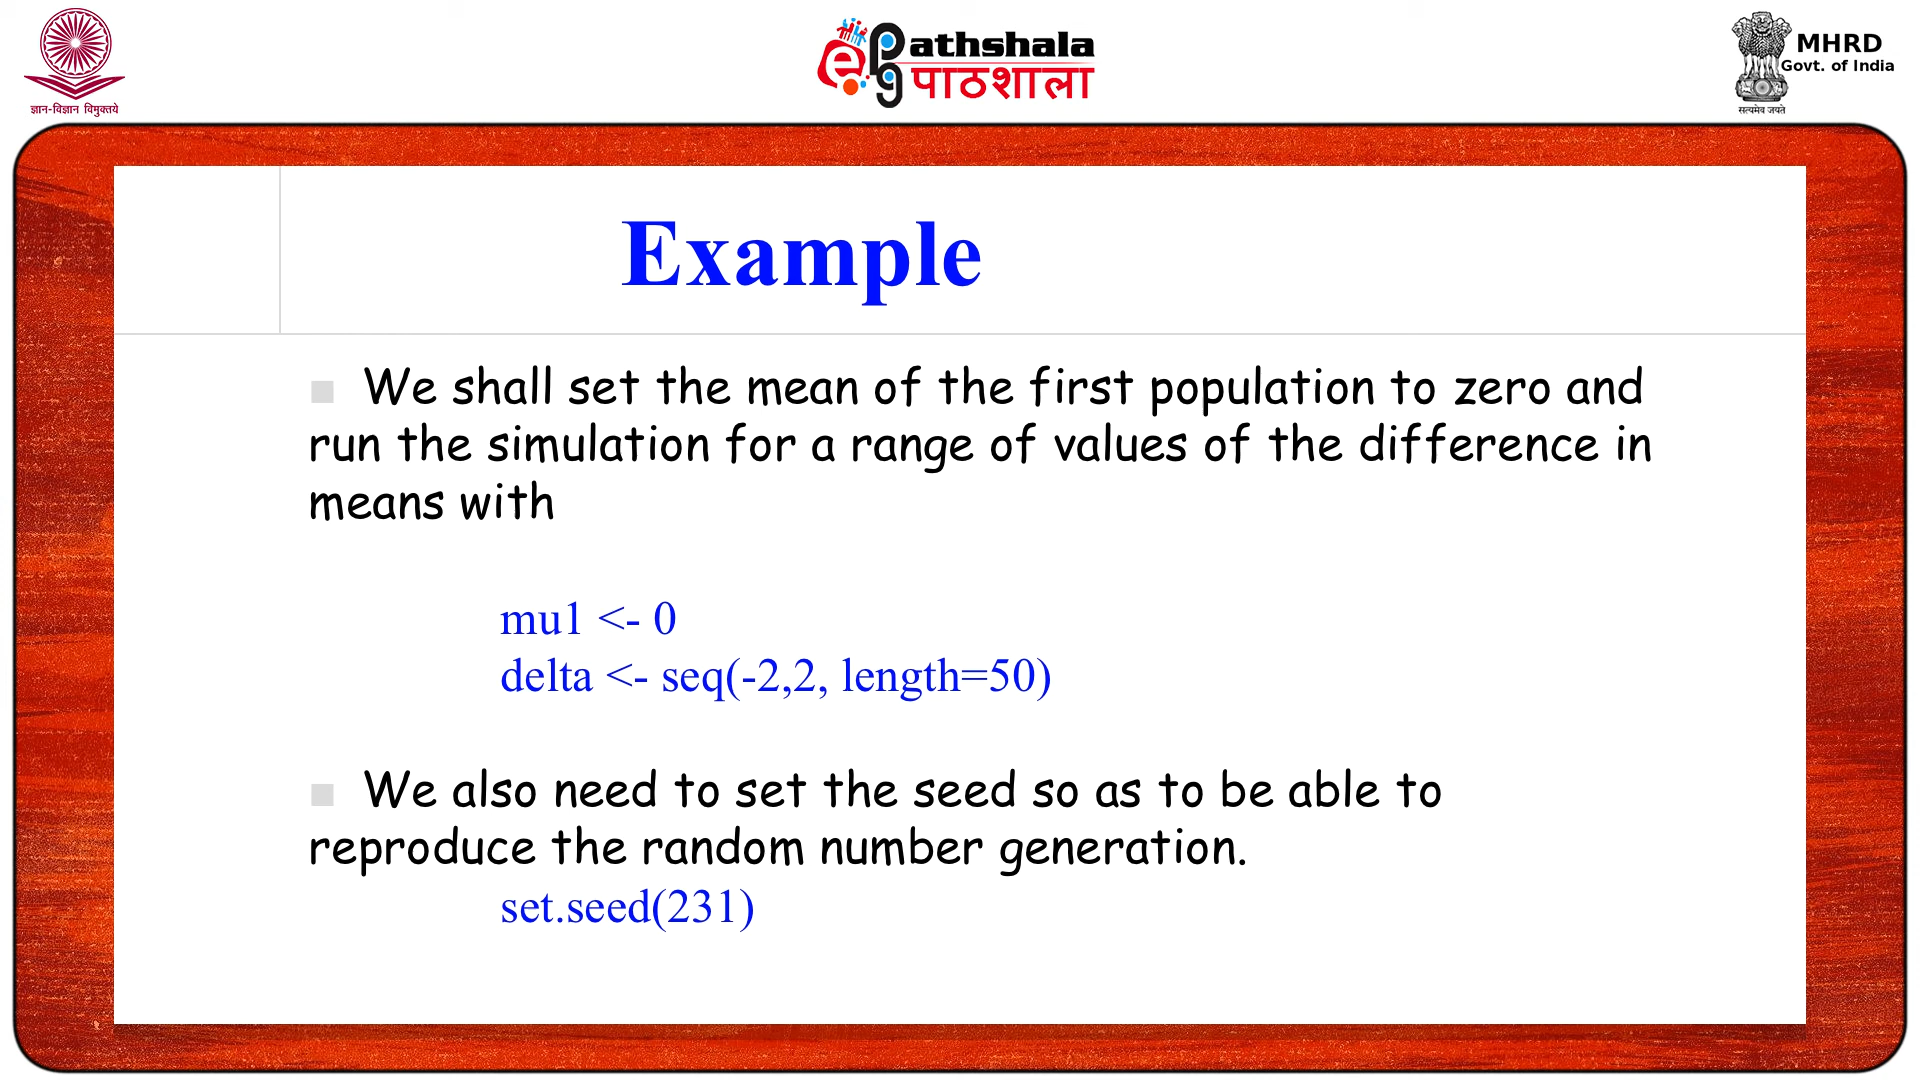 ज्ञान-विज्ञान विमुक्तये
ePathshala
पाठशाला
MHRD
Govt. of India
सत्यमेव जयते
Example
We shall set the mean of the first population to zero and
run the simulation for a range of values of the difference in
means with
mu1 <- 0
delta <- seq(-2,2, length=50)
We also need to set the seed so as to be able to
reproduce the random number generation.
set.seed(231)